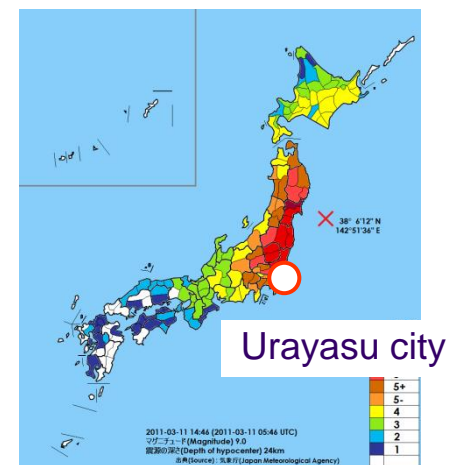 38° 6'12" N
142°51'36" E
Urayasu city
5+
5-
4
3
2
1
2011-03-11 14:46 (2011-03-11 05:46 UTC)
マグニチュード(Magnitude) 9.0
震源の深さ(Depth of hypocenter) 24km
出典(Source) : 気象庁(Japan Meteorological Agency)